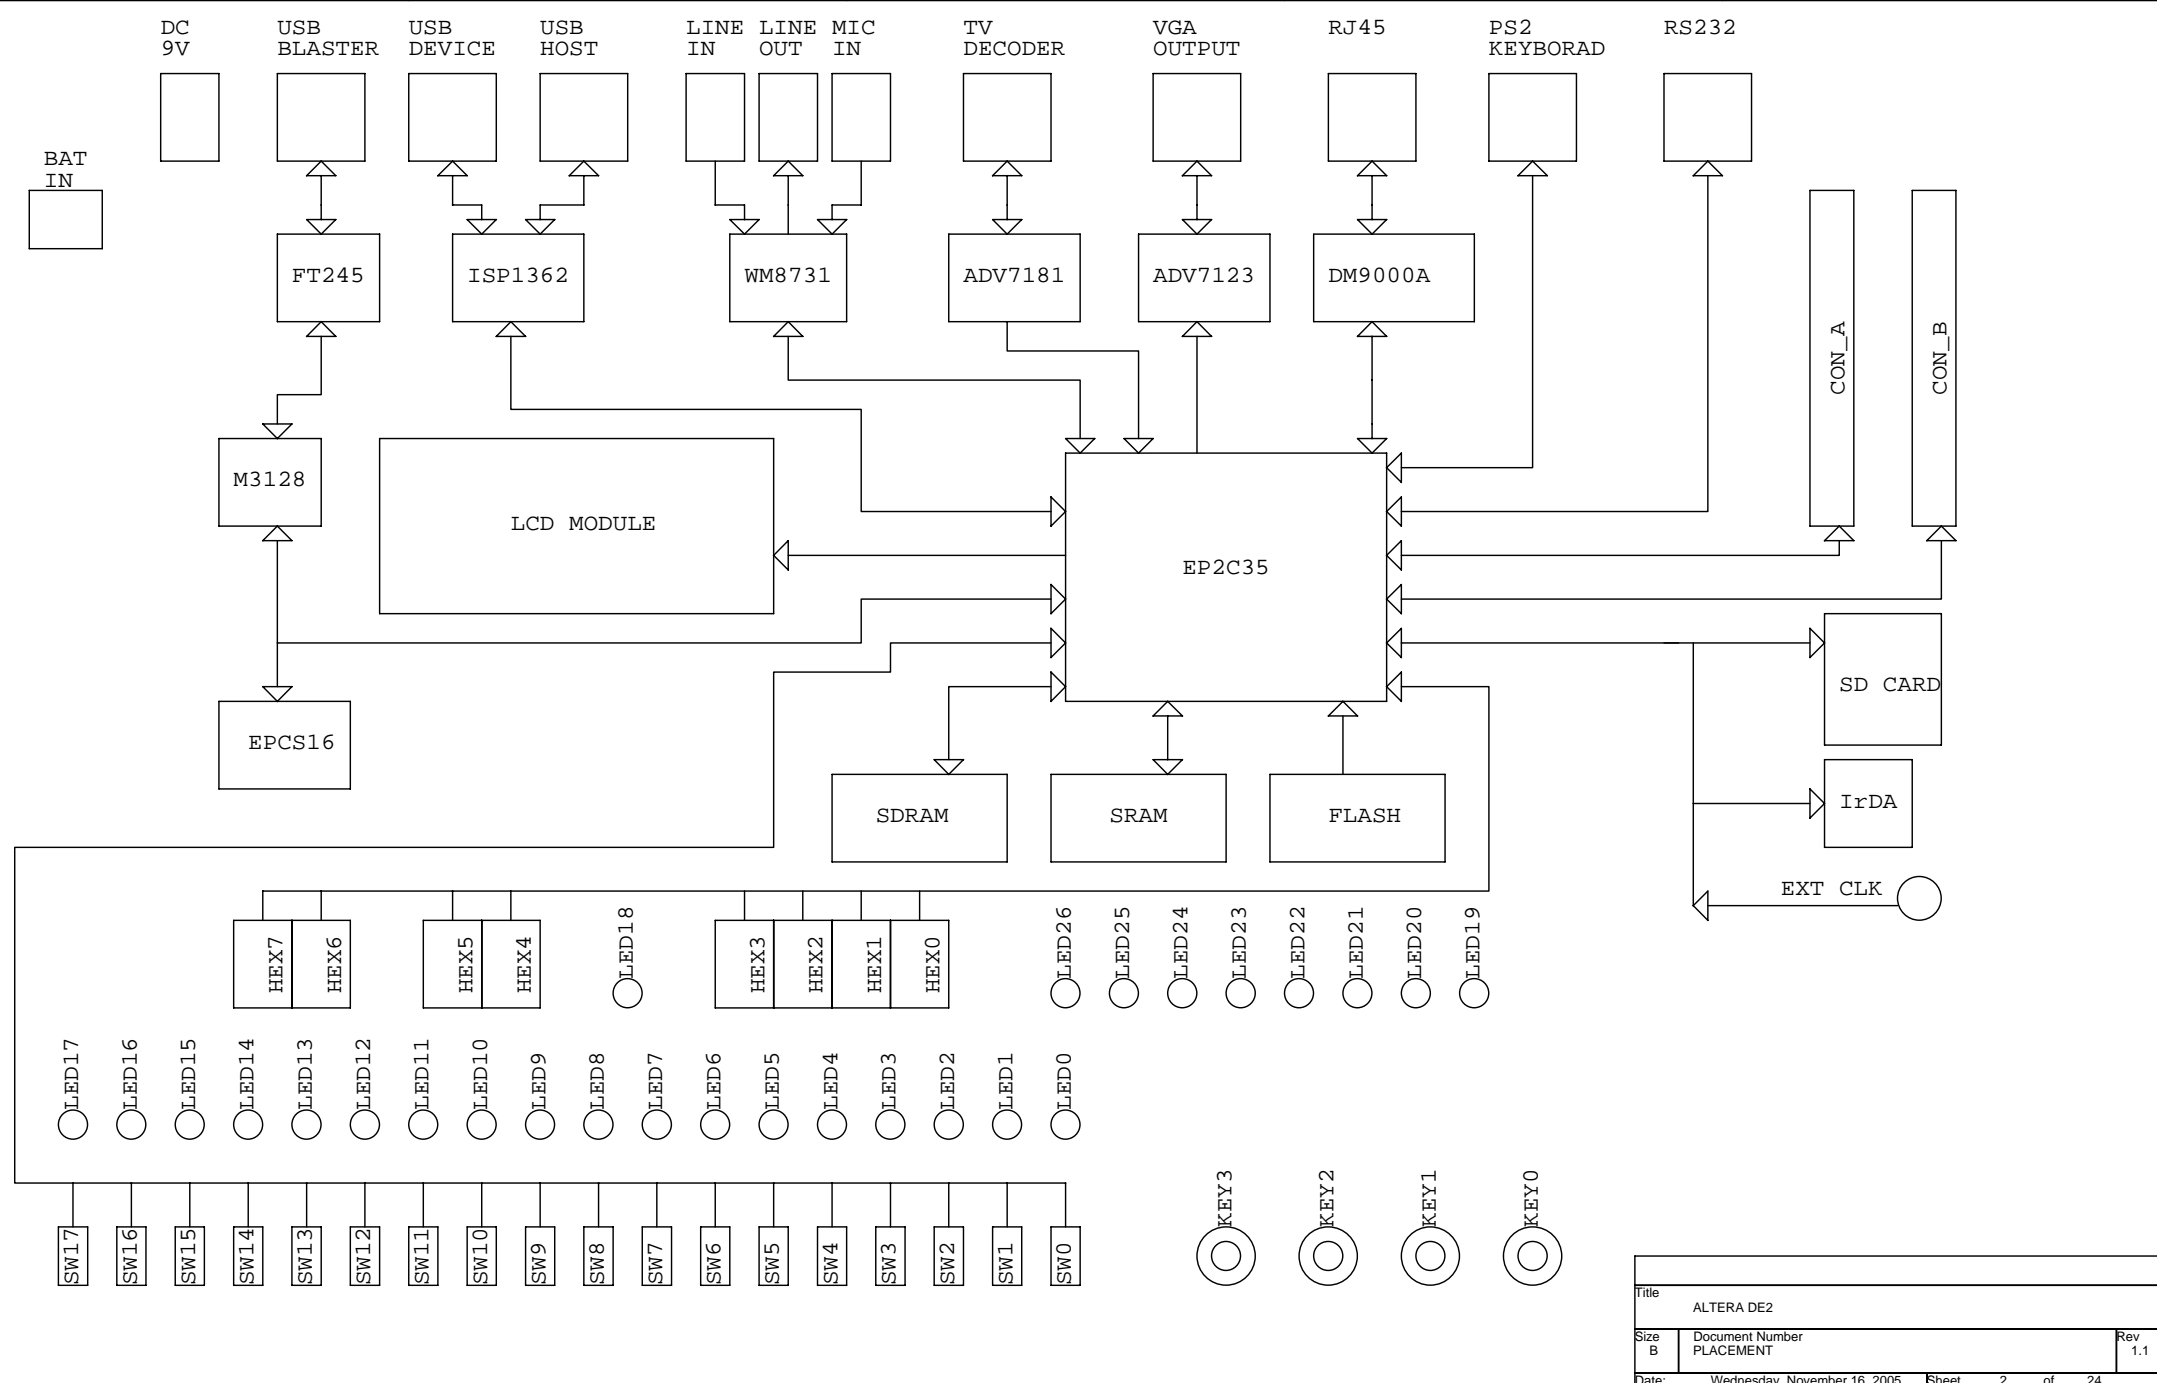 DC
9V
USB
BLASTER
USB
DEVICE
USB
HOST
LINE
IN
LINE
OUT
MIC
IN
TV
DECODER
VGA
OUTPUT
RJ45
PS2
KEYBORAD
RS232
BAT
IN
FT245
ISP1362
WM8731
ADV7181
ADV7123
DM9000A
CON_A
CON_B
M3128
LCD MODULE
EP2C35
SD CARD
EPCS16
SDRAM
SRAM
FLASH
IrDA
EXT CLK
HEX7
HEX6
HEX5
HEX4
LED18
HEX3
HEX2
HEX1
HEX0
LED26
LED25
LED24
LED23
LED22
LED21
LED20
LED19
LED17
LED16
LED15
LED14
LED13
LED12
LED11
LED10
LED9
LED8
LED7
LED6
LED5
LED4
LED3
LED2
LED1
LED0
KEY3
KEY2
KEY1
KEY0
SW17
SW16
SW15
SW14
SW13
SW12
SW11
SW10
SW9
SW8
SW7
SW6
SW5
SW4
SW3
SW2
SW1
SW0
Title
ALTERA DE2
Size
B
Document Number
PLACEMENT
Rev
1.1
Date: Wednesday, November 16, 2005 Sheet 2 of 24